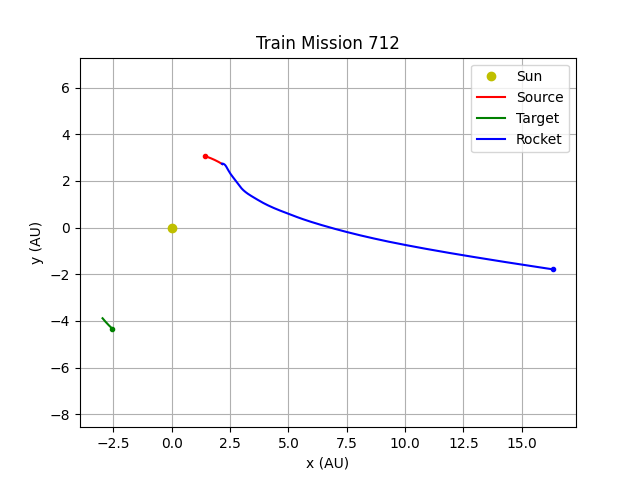 Train Mission 712
Sun
Source
Target
Rocket
6
4
2
0
−2
−4
−6
−8
y (AU)
−2.5
0.0
2.5
5.0
7.5
10.0
12.5
15.0
x (AU)